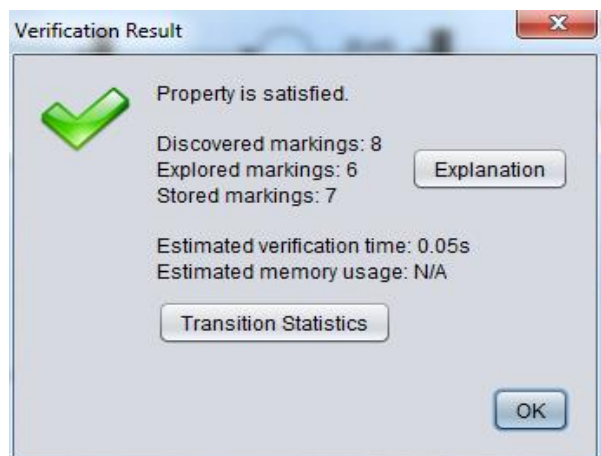 Verification Result
Property is satisfied.
Discovered markings: 8
Explored markings: 6
Explanation
Stored markings: 7
Estimated verification time: 0.05s
Estimated memory usage: N/A
Transition Statistics
OK